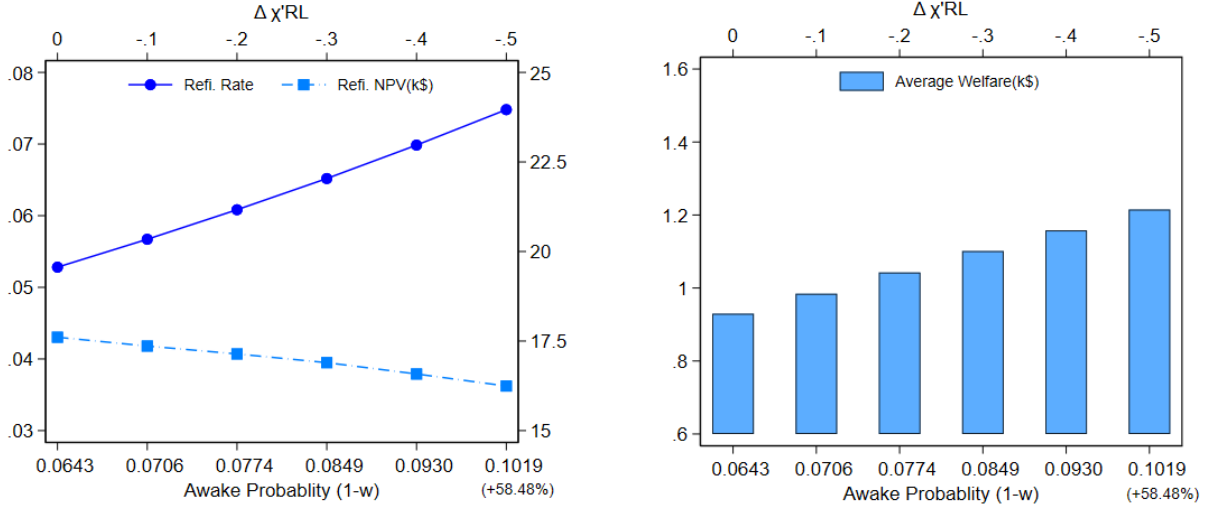 Δ χ'RL
0 -.1 -.2 -.3 -.4 -.5
.08 25
Refi. Rate Refi. NPV(k$)
.07
22.5
.06
20
.05
17.5
.04
.03 15
0.0643 0.0706 0.0774 0.0849 0.0930 0.1019
Awake Probablity (1-w) (+58.48%)
Δ χ'RL
0 -.1 -.2 -.3 -.4 -.5
1.6
Average Welfare(k$)
1.4
1.2
1
.8
.6
0.0643 0.0706 0.0774 0.0849 0.0930 0.1019
Awake Probablity (1-w) (+58.48%)